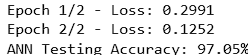 Epoch 1/2 - Loss: 0.2991
Epoch 2/2 - Loss: 0.1252
ANN Testing Accuracy: 97.05%